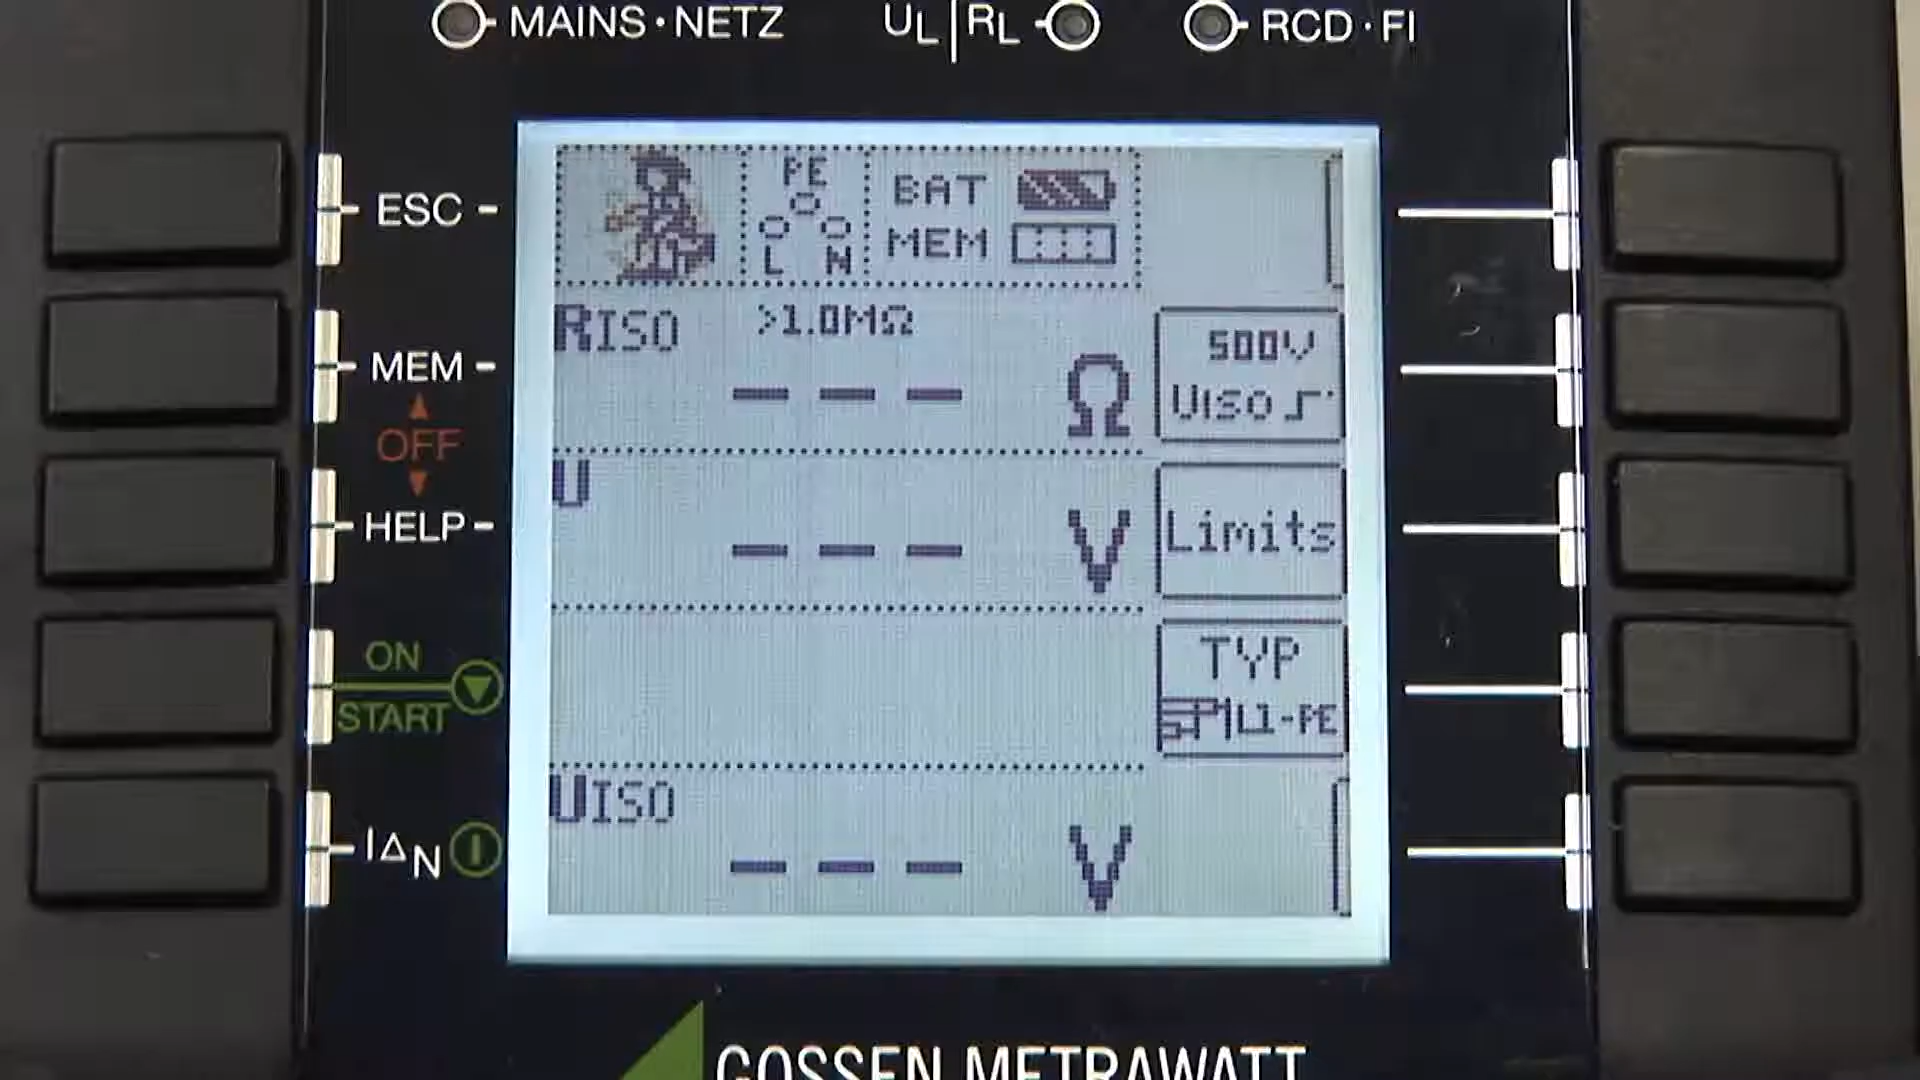 MAINS · NETZ
UL | RL
RCD · FI
ESC
MEM
OFF
HELP
ON
START
IΔN
PE
L N
BAT
MEM
RISO >1.0MΩ
--- Ω
500V
UISO
U
--- V
Limits
TYP
L1-PE
UISO
--- V
GOSSEN METRAWATT